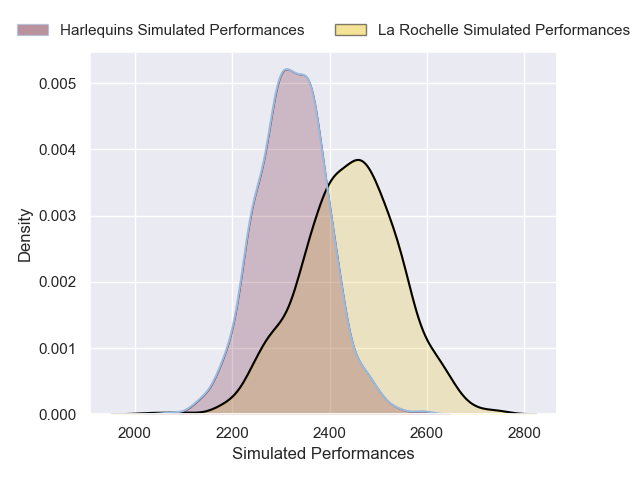 Harlequins Simulated Performances
La Rochelle Simulated Performances
0.005
0.004
0.003
0.002
0.001
0.000
Density
2000
2200
2400
2600
2800
Simulated Performances